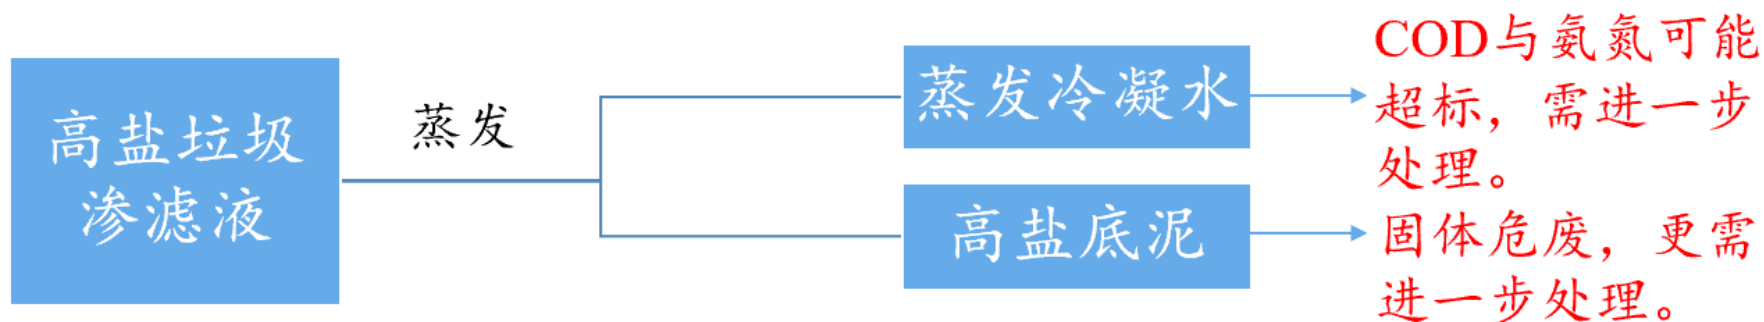 高盐垃圾
渗滤液
蒸发
蒸发冷凝水
高盐底泥
COD与氨氮可能
超标，需进一步
处理。
固体危废，更需
进一步处理。